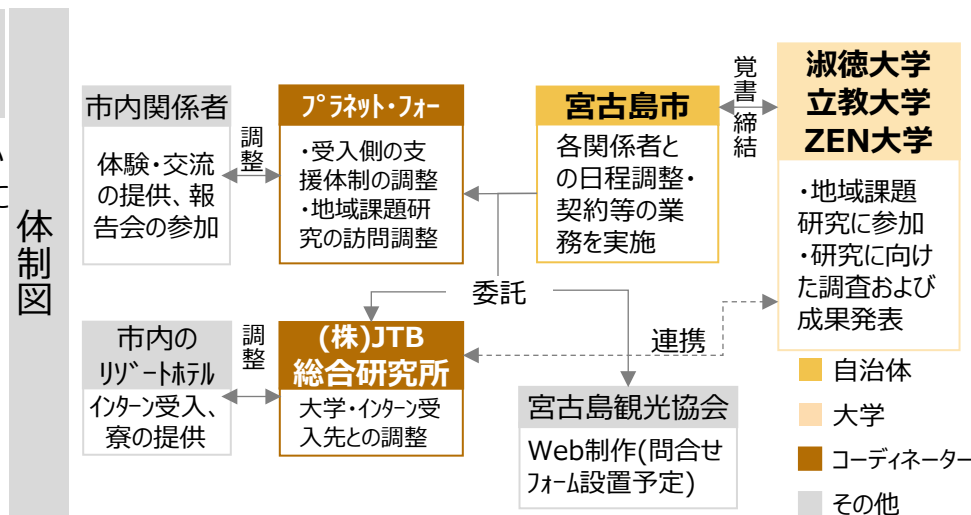 体制図
市内関係者
体験・交流
の提供、報
告会の参加
調整
ﾌﾟﾗﾈｯﾄ・フォー
・受入側の支
援体制の調整
・地域課題研
究の訪問調整
宮古島市
各関係者と
の日程調整・
契約等の業
務を実施
覚書締結
淑徳大学
立教大学
ZEN大学
・地域課題
研究に参加
・研究に向け
た調査および
成果発表
委託
連携
市内の
ﾘｿﾞｰﾄﾎﾃﾙ
インターン受入、
寮の提供
調整
(株)JTB
総合研究所
大学・インターン受
入先との調整
宮古島観光協会
Web制作(問合せ
フォーム設置予定)
自治体
大学
コーディネーター
その他